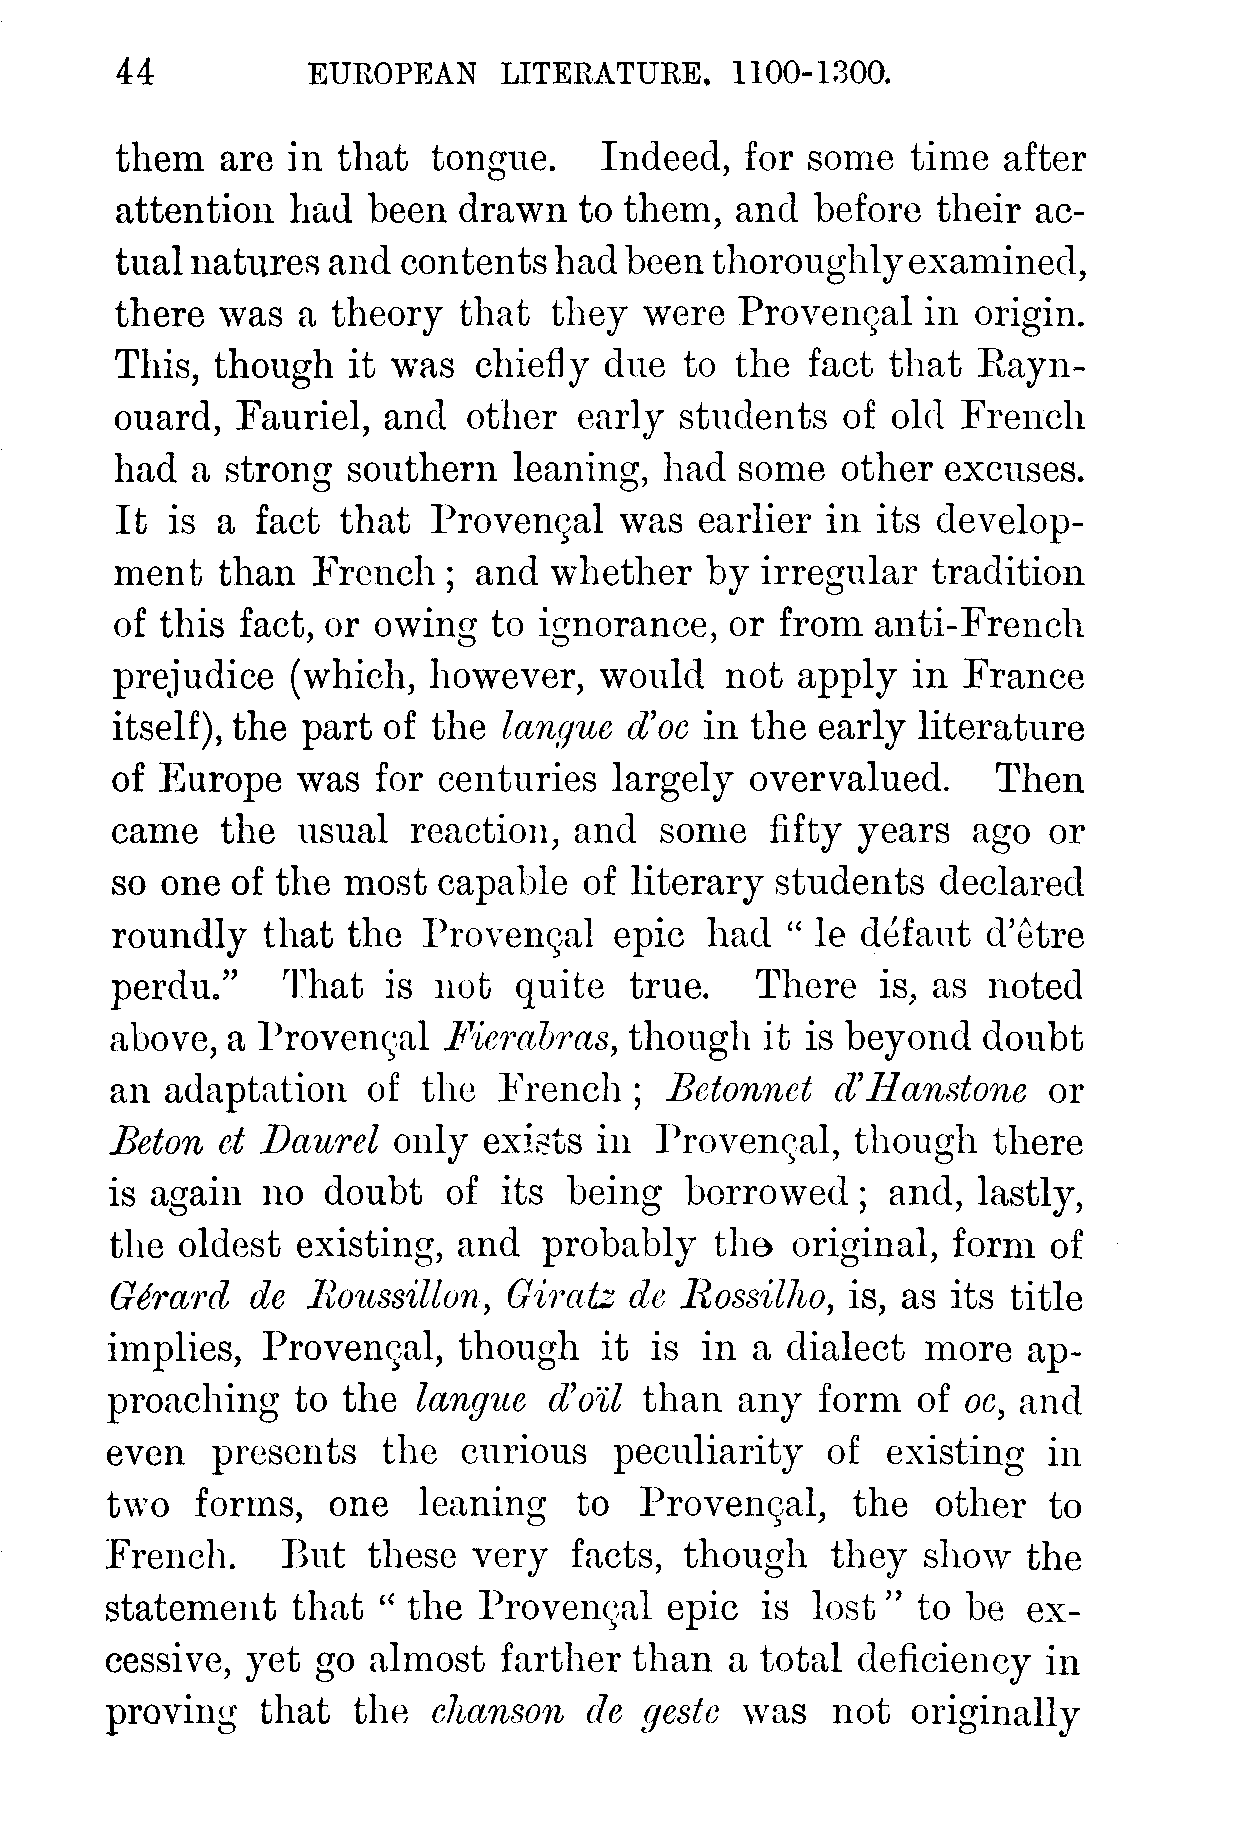 44 EUROPEAN LITERATURE, 1100-1300.
them are in that tongue. Indeed, for some time after
attention had been drawn to them, and before their ac-
tual natures and contents had been thoroughly examined,
there was a theory that they were Provençal in origin.
This, though it was chiefly due to the fact that Rayn-
ouard, Fauriel, and other early students of old French
had a strong southern leaning, had some other excuses.
It is a fact that Provençal was earlier in its develop-
ment than French ; and whether by irregular tradition
of this fact, or owing to ignorance, or from anti-French
prejudice (which, however, would not apply in France
itself), the part of the langue d'oc in the early literature
of Europe was for centuries largely overvalued. Then
came the usual reaction, and some fifty years ago or
so one of the most capable of literary students declared
roundly that the Provençal epic had “ le défaut d'être
perdu.” That is not quite true. There is, as noted
above, a Provençal Fierabras, though it is beyond doubt
an adaptation of the French ; Betonnet d'Hanstone or
Beton et Daurel only exists in Provençal, though there
is again no doubt of its being borrowed ; and, lastly,
the oldest existing, and probably the original, form of
Gérard de Roussillon, Giratz de Rossilho, is, as its title
implies, Provençal, though it is in a dialect more ap-
proaching to the langue d'oïl than any form of oc, and
even presents the curious peculiarity of existing in
two forms, one leaning to Provençal, the other to
French. But these very facts, though they show the
statement that “ the Provençal epic is lost ” to be ex-
cessive, yet go almost farther than a total deficiency in
proving that the chanson de geste was not originally